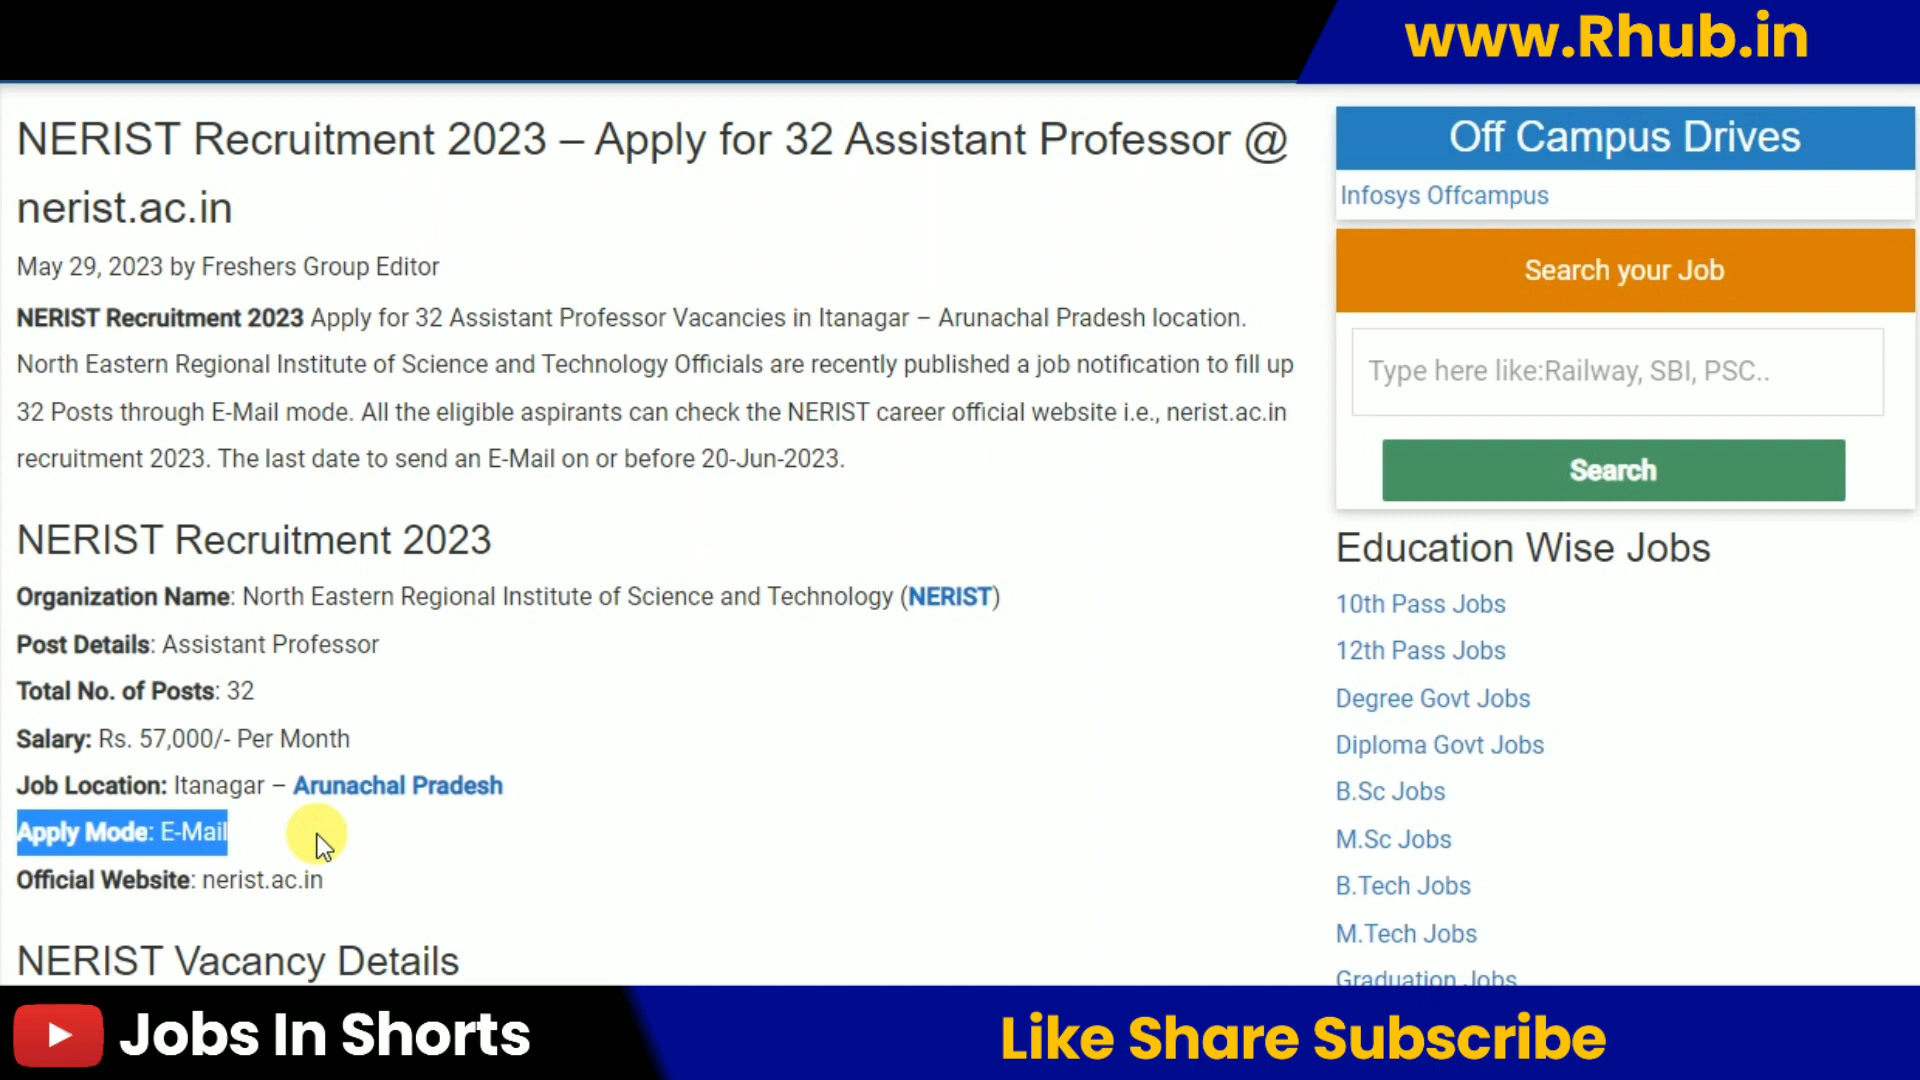 www.Rhub.in
NERIST Recruitment 2023 – Apply for 32 Assistant Professor @
nerist.ac.in
May 29, 2023 by Freshers Group Editor
NERIST Recruitment 2023 Apply for 32 Assistant Professor Vacancies in Itanagar – Arunachal Pradesh location.
North Eastern Regional Institute of Science and Technology Officials are recently published a job notification to fill up
32 Posts through E-Mail mode. All the eligible aspirants can check the NERIST career official website i.e., nerist.ac.in
recruitment 2023. The last date to send an E-Mail on or before 20-Jun-2023.
NERIST Recruitment 2023
Organization Name: North Eastern Regional Institute of Science and Technology (NERIST)
Post Details: Assistant Professor
Total No. of Posts: 32
Salary: Rs. 57,000/- Per Month
Job Location: Itanagar – Arunachal Pradesh
Apply Mode: E-Mail
Official Website: nerist.ac.in
NERIST Vacancy Details
Off Campus Drives
Infosys Offcampus
Search your Job
Type here like:Railway, SBI, PSC..
Search
Education Wise Jobs
10th Pass Jobs
12th Pass Jobs
Degree Govt Jobs
Diploma Govt Jobs
B.Sc Jobs
M.Sc Jobs
B.Tech Jobs
M.Tech Jobs
Graduation Jobs
Jobs In Shorts
Like Share Subscribe